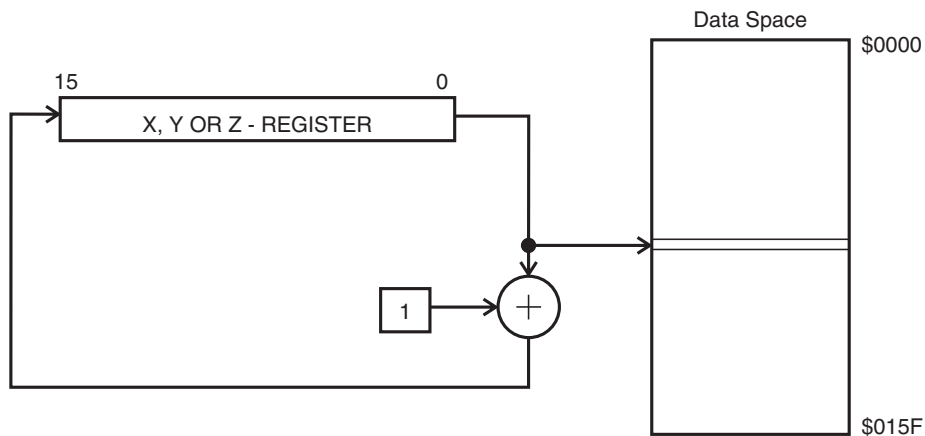 Data Space
$0000
15
0
X, Y OR Z - REGISTER
1
+
$015F